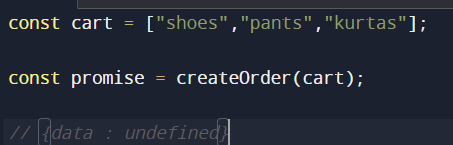 const cart = ["shoes","pants","kurtas"];
const promise = createOrder(cart);
// {data : undefined}